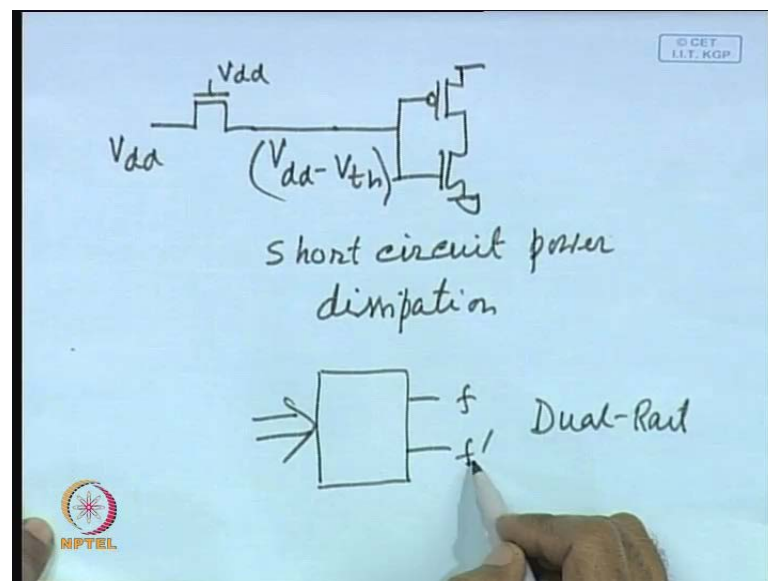 © CET
I.I.T. KGP
Vdd
Vdd
(Vdd - Vth)
short circuit power
dissipation
f
f'
Dual-Rail
NPTEL